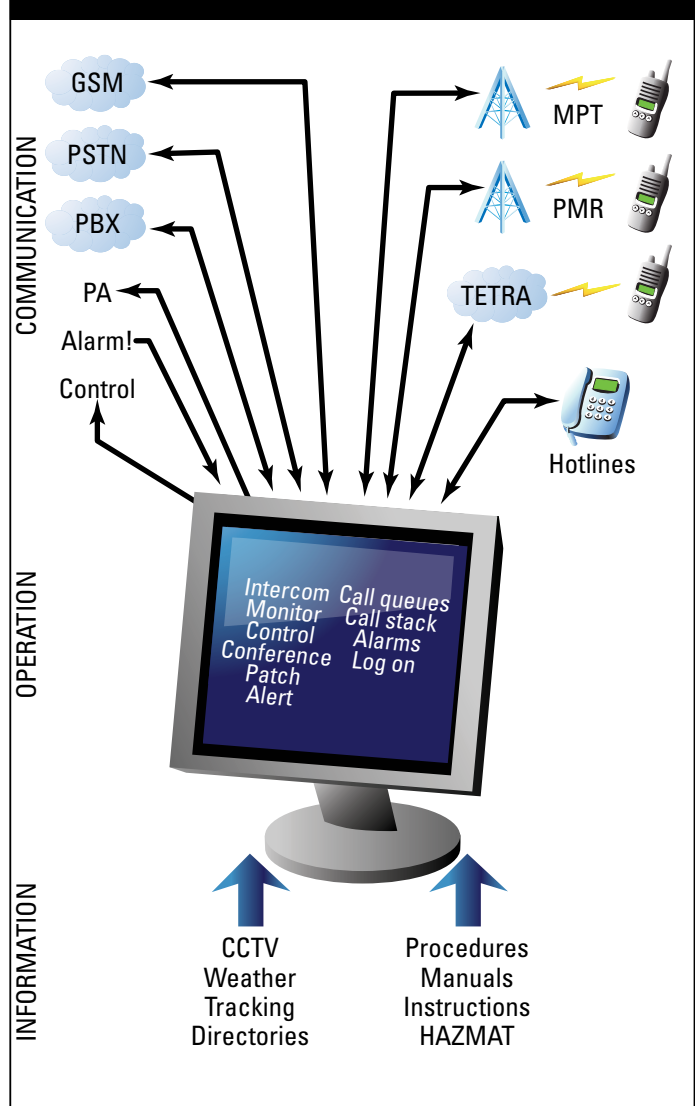 COMMUNICATION
GSM
PSTN
PBX
PA
Alarm!
Control
MPT
PMR
TETRA
Hotlines
OPERATION
Intercom
Monitor
Control
Conference
Patch
Alert
Call queues
Call stack
Alarms
Log on
INFORMATION
CCTV
Weather
Tracking
Directories
Procedures
Manuals
Instructions
HAZMAT